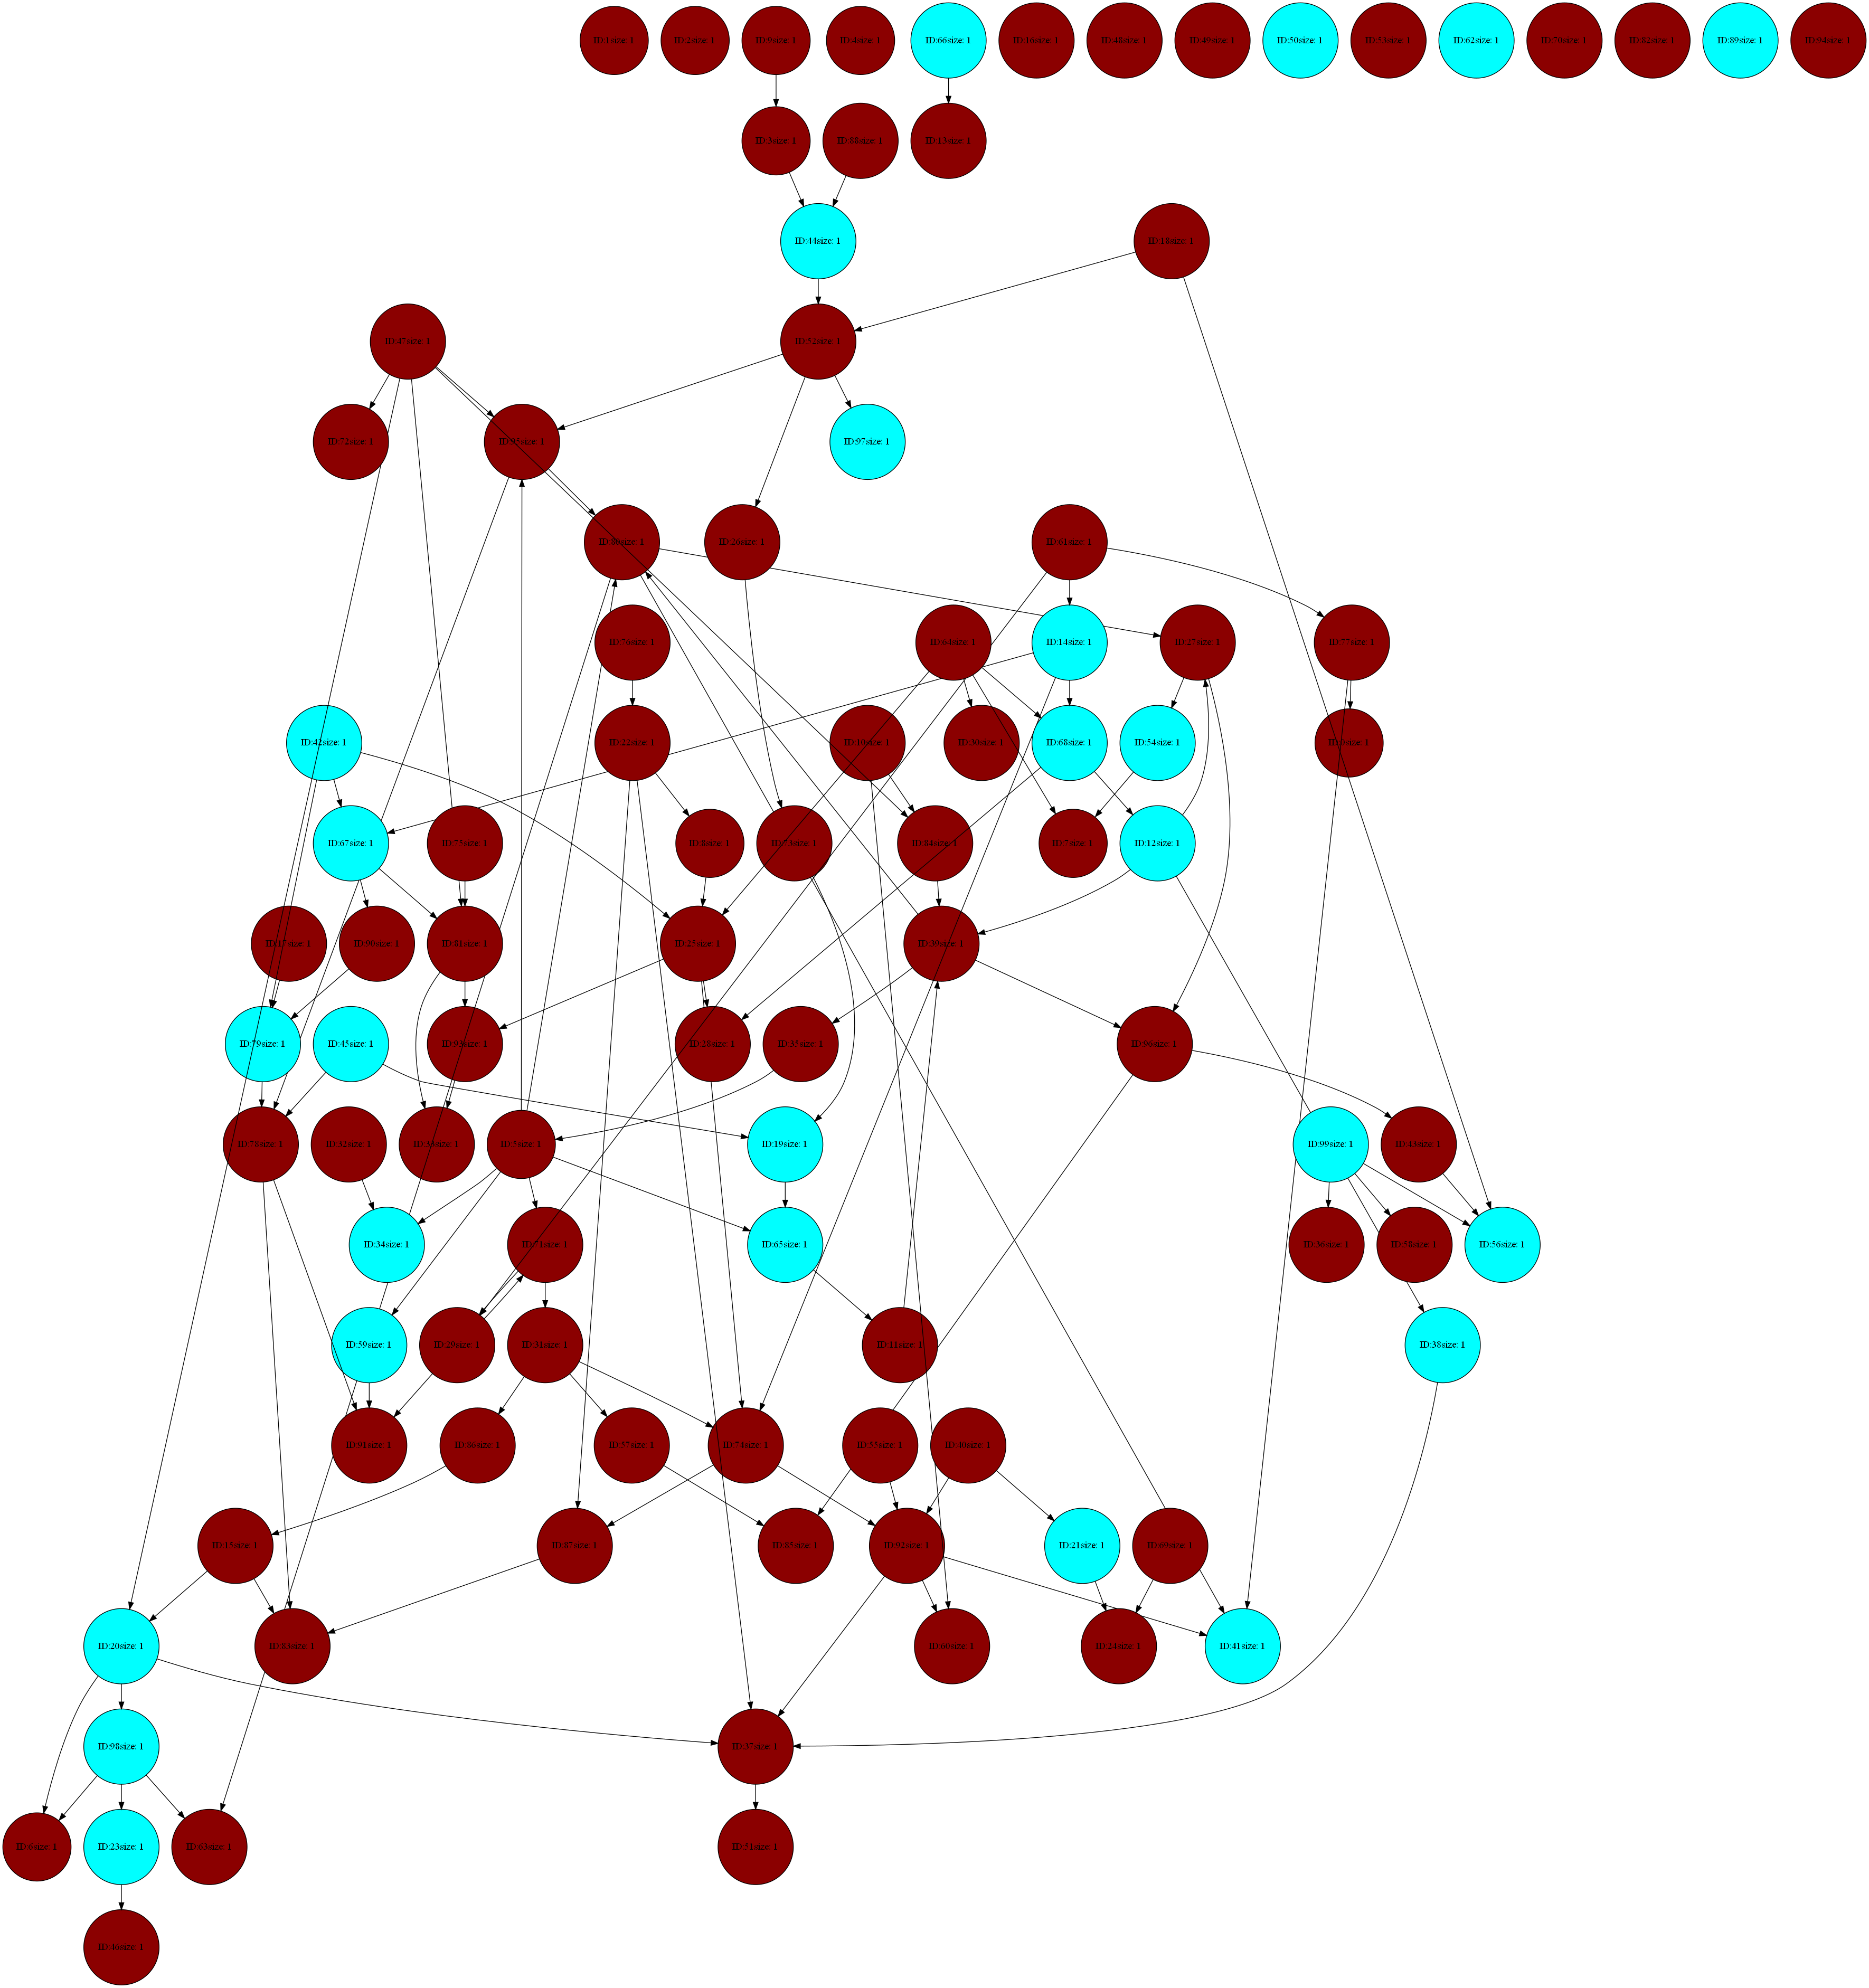 ID:1size: 1
ID:2size: 1
ID:9size: 1
ID:4size: 1
ID:66size: 1
ID:16size: 1
ID:48size: 1
ID:49size: 1
ID:50size: 1
ID:53size: 1
ID:62size: 1
ID:70size: 1
ID:82size: 1
ID:89size: 1
ID:94size: 1
ID:3size: 1
ID:88size: 1
ID:13size: 1
ID:44size: 1
ID:18size: 1
ID:47size: 1
ID:52size: 1
ID:72size: 1
ID:97size: 1
ID:26size: 1
ID:61size: 1
ID:76size: 1
ID:64size: 1
ID:14size: 1
ID:27size: 1
ID:77size: 1
ID:42size: 1
ID:22size: 1
ID:10size: 1
ID:30size: 1
ID:68size: 1
ID:54size: 1
ID:67size: 1
ID:75size: 1
ID:8size: 1
ID:73size: 1
ID:84size: 1
ID:7size: 1
ID:12size: 1
ID:17size: 1
ID:90size: 1
ID:81size: 1
ID:25size: 1
ID:39size: 1
ID:79size: 1
ID:45size: 1
ID:93size: 1
ID:28size: 1
ID:35size: 1
ID:96size: 1
ID:78size: 1
ID:32size: 1
ID:33size: 1
ID:5size: 1
ID:19size: 1
ID:99size: 1
ID:43size: 1
ID:34size: 1
ID:71size: 1
ID:65size: 1
ID:36size: 1
ID:58size: 1
ID:56size: 1
ID:59size: 1
ID:29size: 1
ID:31size: 1
ID:11size: 1
ID:38size: 1
ID:91size: 1
ID:86size: 1
ID:57size: 1
ID:74size: 1
ID:55size: 1
ID:40size: 1
ID:15size: 1
ID:87size: 1
ID:85size: 1
ID:92size: 1
ID:21size: 1
ID:69size: 1
ID:20size: 1
ID:83size: 1
ID:60size: 1
ID:24size: 1
ID:41size: 1
ID:98size: 1
ID:37size: 1
ID:6size: 1
ID:23size: 1
ID:63size: 1
ID:51size: 1
ID:46size: 1